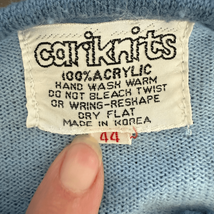 cariknits
100% ACRYLIC
HAND WASH WARM
DO NOT BLEACH TWIST
OR WRING-RESHAPE
DRY FLAT
MADE IN KOREA
44